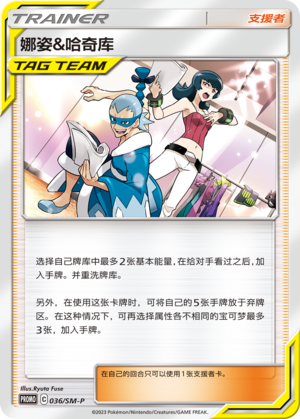 TRAINER
支援者
娜姿&哈奇库
TAG TEAM
选择自己牌库中最多2张基本能量,在给对手看过之后,加
入手牌。并重洗牌库。
另外,在使用这张卡牌时,可将自己的5张手牌放于弃牌
区。在这种情况下,可再选择属性各不相同的宝可梦最多
3张,加入手牌。
Illus.Ryuta Fuse
PROMO C 036/SM-P
在自己的回合只可以使用1张支援者卡。
©2023 Pokémon/Nintendo/Creatures/GAME FREAK.